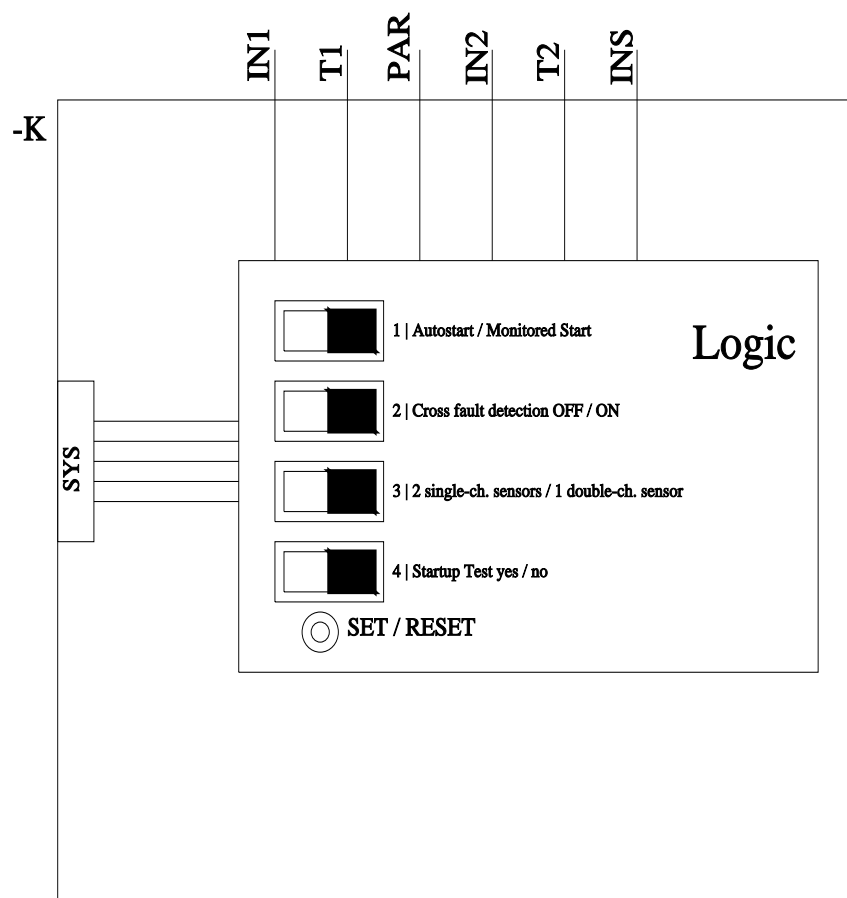 IN1
T1
PAR
IN2
T2
INS
-K
1 | Autostart / Monitored Start
Logic
2 | Cross fault detection OFF / ON
SYS
3 | 2 single-ch. sensors / 1 double-ch. sensor
4 | Startup Test yes / no
SET / RESET